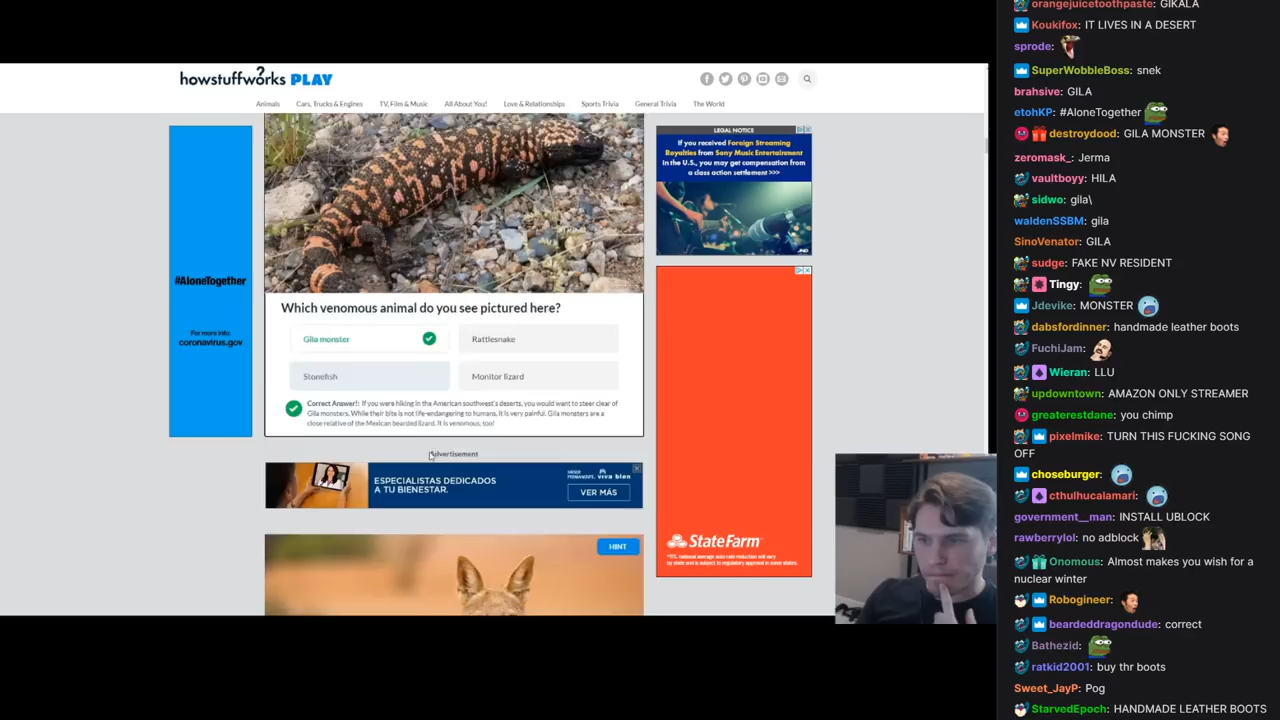 howstuffworks PLAY
Animals
Cars, Trucks & Engines
TV, Film & Music
All About You!
Love & Relationships
Sports Trivia
General Trivia
The World
#AloneTogether
For more info:
coronavirus.gov
Which venomous animal do you see pictured here?
Gila monster
Rattlesnake
Stonefish
Monitor lizard
Correct Answer!: If you were hiking in the American southwest's deserts, you would want to steer clear of
Gila monsters. While their bite is not life-endangering to humans, it is very painful. Gila monsters are a
close relative of the Mexican bearded lizard. It is venomous, too!
Advertisement
ESPECIALISTAS DEDICADOS
A TU BIENESTAR.
KAISER PERMANENTE
viva bien
VER MÁS
HINT
LEGAL NOTICE
If you received Foreign Streaming
Royalties from Sony Music Entertainment
in the U.S., you may get compensation from
a class action settlement >>>
JND
StateFarm
orangejuicetoothpaste: GIKALA
Koukifox: IT LIVES IN A DESERT
sprode:
SuperWobbleBoss: snek
brahsive: GILA
etohKP: #AloneTogether
destroydood: GILA MONSTER
zeromask_: Jerma
vaultboyy: HILA
sidwo: gila\
waldenSSBM: gila
SinoVenator: GILA
sudge: FAKE NV RESIDENT
Tingy:
Jdevike: MONSTER
dabsfordinner: handmade leather boots
FuchiJam:
Wieran: LLU
updowntown: AMAZON ONLY STREAMER
greaterestdane: you chimp
pixelmike: TURN THIS FUCKING SONG
OFF
choseburger:
cthulhucalamari:
government__man: INSTALL UBLOCK
rawberrylol: no adblock
Onomous: Almost makes you wish for a
nuclear winter
Robogineer:
beardeddragondude: correct
Bathezid:
ratkid2001: buy thr boots
Sweet_JayP: Pog
StarvedEpoch: HANDMADE LEATHER BOOTS